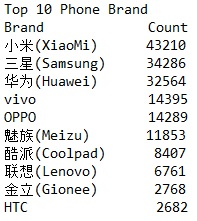 Top 10 Phone Brand
Brand Count
小米(XiaoMi) 43210
三星(Samsung) 34286
华为(Huawei) 32564
vivo 14395
OPPO 14289
魅族(Meizu) 11853
酷派(Coolpad) 8407
联想(Lenovo) 6761
金立(Gionee) 2768
HTC 2682